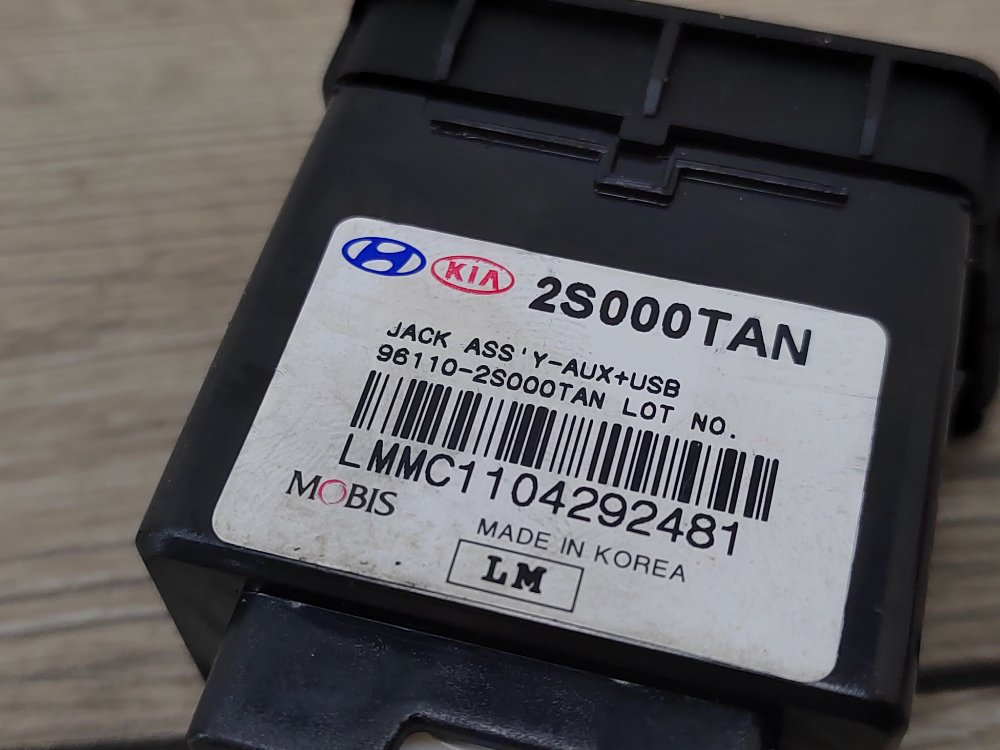 KIA 2S000TAN
JACK ASS'Y-AUX+USB
96110-2S000TAN LOT NO.
LMMC1104292481
MOBIS
MADE IN KOREA
LM